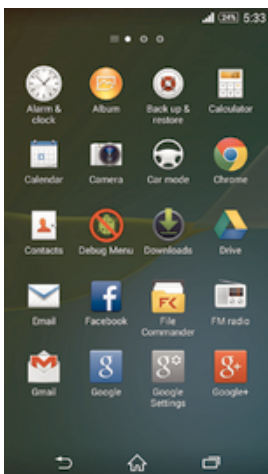 24% 5:33
Alarm & clock
Album
Back up & restore
Calculator
Calendar
Camera
Car mode
Chrome
Contacts
Debug Menu
Downloads
Drive
Email
Facebook
File Commander
FM radio
Gmail
Google
Google Settings
Google+